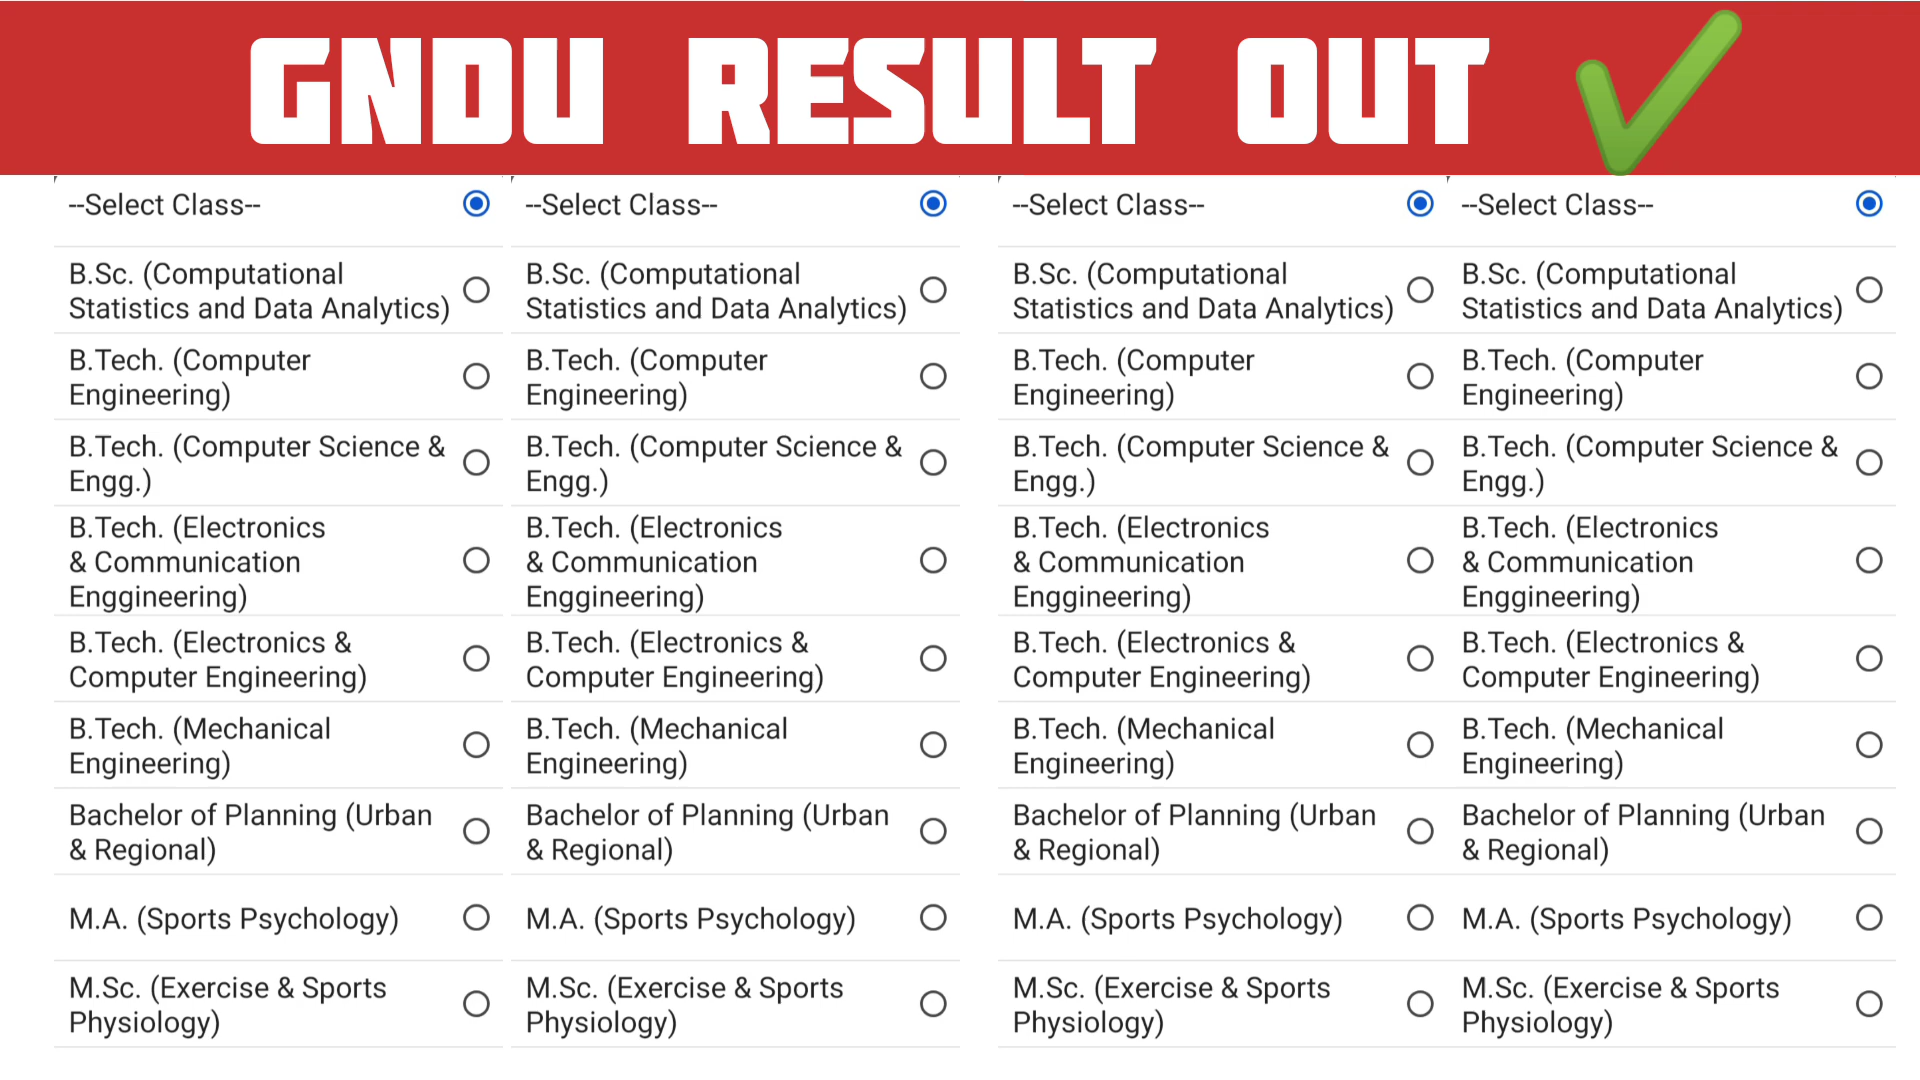 GNDU RESULT OUT
--Select Class--
B.Sc. (Computational
Statistics and Data Analytics)
B.Tech. (Computer
Engineering)
B.Tech. (Computer Science &
Engg.)
B.Tech. (Electronics
& Communication
Enggineering)
B.Tech. (Electronics &
Computer Engineering)
B.Tech. (Mechanical
Engineering)
Bachelor of Planning (Urban
& Regional)
M.A. (Sports Psychology)
M.Sc. (Exercise & Sports
Physiology)
--Select Class--
B.Sc. (Computational
Statistics and Data Analytics)
B.Tech. (Computer
Engineering)
B.Tech. (Computer Science &
Engg.)
B.Tech. (Electronics
& Communication
Enggineering)
B.Tech. (Electronics &
Computer Engineering)
B.Tech. (Mechanical
Engineering)
Bachelor of Planning (Urban
& Regional)
M.A. (Sports Psychology)
M.Sc. (Exercise & Sports
Physiology)
--Select Class--
B.Sc. (Computational
Statistics and Data Analytics)
B.Tech. (Computer
Engineering)
B.Tech. (Computer Science &
Engg.)
B.Tech. (Electronics
& Communication
Enggineering)
B.Tech. (Electronics &
Computer Engineering)
B.Tech. (Mechanical
Engineering)
Bachelor of Planning (Urban
& Regional)
M.A. (Sports Psychology)
M.Sc. (Exercise & Sports
Physiology)
--Select Class--
B.Sc. (Computational
Statistics and Data Analytics)
B.Tech. (Computer
Engineering)
B.Tech. (Computer Science &
Engg.)
B.Tech. (Electronics
& Communication
Enggineering)
B.Tech. (Electronics &
Computer Engineering)
B.Tech. (Mechanical
Engineering)
Bachelor of Planning (Urban
& Regional)
M.A. (Sports Psychology)
M.Sc. (Exercise & Sports
Physiology)